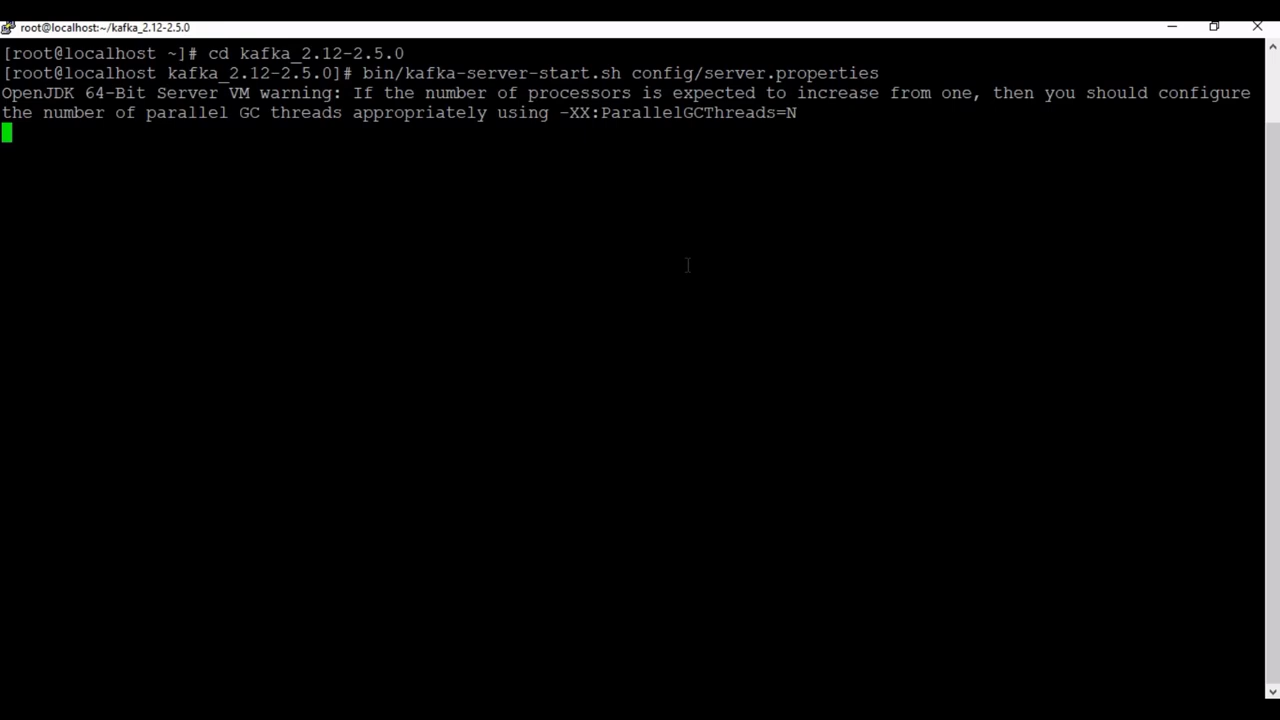 root@localhost:~/kafka_2.12-2.5.0
[root@localhost ~]# cd kafka_2.12-2.5.0
[root@localhost kafka_2.12-2.5.0]# bin/kafka-server-start.sh config/server.properties
OpenJDK 64-Bit Server VM warning: If the number of processors is expected to increase from one, then you should configure
the number of parallel GC threads appropriately using -XX:ParallelGCThreads=N